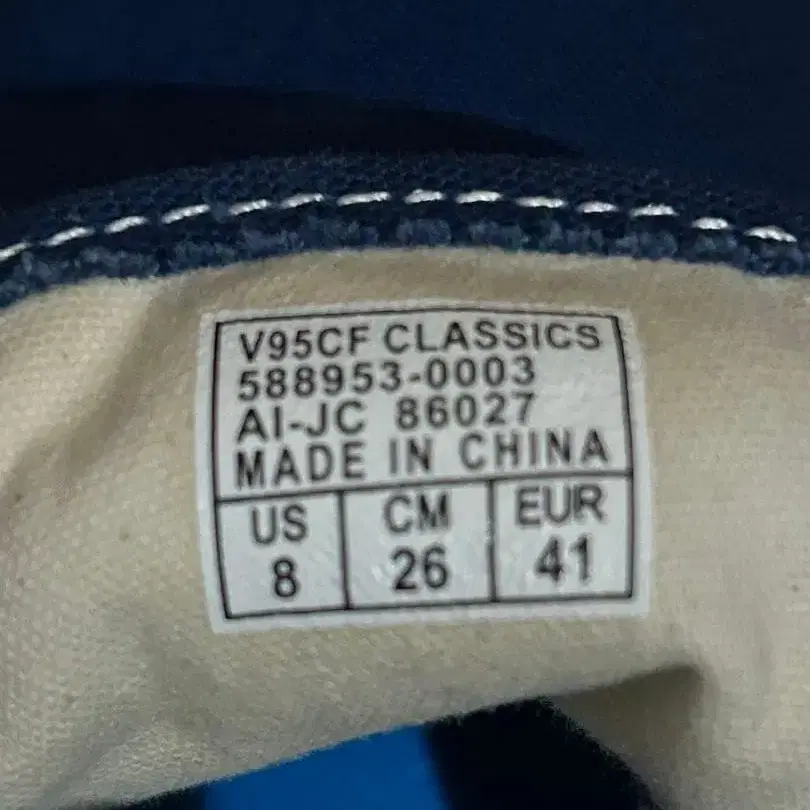 V95CF CLASSICS
588953-0003
AI-JC 86027
MADE IN CHINA
US CM EUR
8 26 41